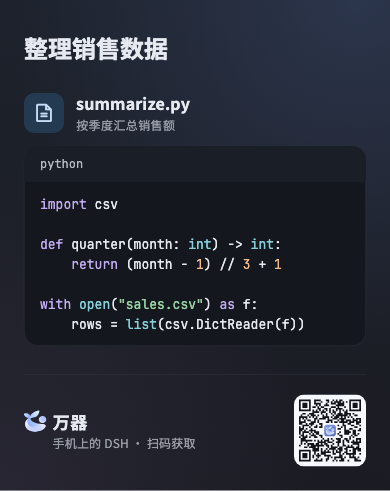 整理销售数据
summarize.py
按季度汇总销售额
python
import csv
def quarter(month: int) -> int:
    return (month - 1) // 3 + 1
with open("sales.csv") as f:
    rows = list(csv.DictReader(f))
万器
手机上的 DSH · 扫码获取